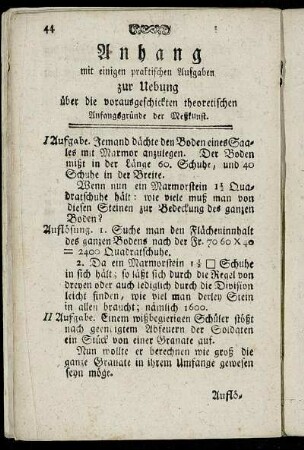 44
Anhang
mit einigen praktischen Aufgaben
zur Uebung
über die vorausgeschickten theoretischen
Anfangsgründe der Meßkunst.
I Aufgabe. Jemand dächte den Boden eines Saa-
les mit Marmor anzulegen. Der Boden
mißt in der Länge 60. Schuhe, und 40
Schuhe in der Breite.
Wenn nun ein Marmorstein 1½ Qua-
dratschuhe hält: wie viele muß man von
diesen Steinen zur Bedeckung des ganzen
Boden?
Auflösung. 1. Suche man den Flächeninnhalt
des ganzen Bodens nach der Fr. 70 60 X 40
= 2400 Quadratschuhe.
2. Da ein Marmorstein 1½ □ Schuhe
in sich hält; so läßt sich durch die Regel von
dreyen oder auch lediglich durch die Division
leicht finden, wie viel man derley Stein
in allen braucht; nämlich 1600.
II Aufgabe. Einem wißbegierigen Schüler stößt
nach geendigtem Abfeuern der Soldaten
ein Stück von einer Granate auf.
Nun wollte er berechnen wie groß die
ganze Granate in ihrem Umfange gewesen
seyn möge.
Auflö-